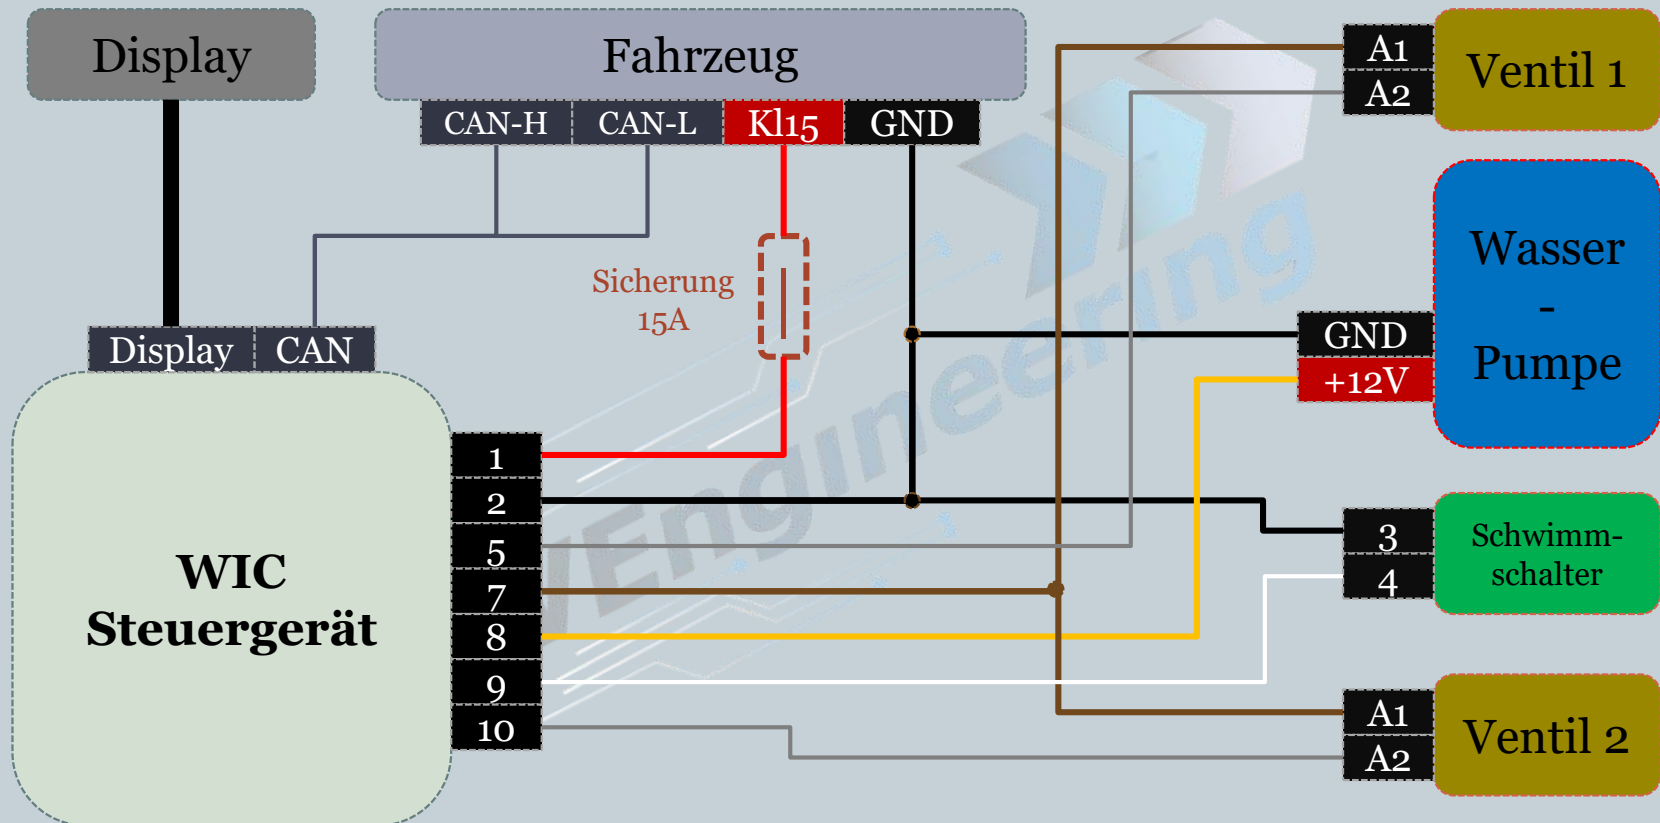 Display
Fahrzeug
CAN-H
CAN-L
Kl15
GND
Sicherung
15A
Display
CAN
WIC
Steuergerät
1
2
5
7
8
9
10
A1
A2
Ventil 1
GND
+12V
Wasser
-
Pumpe
3
4
Schwimm-
schalter
A1
A2
Ventil 2
VEngineering